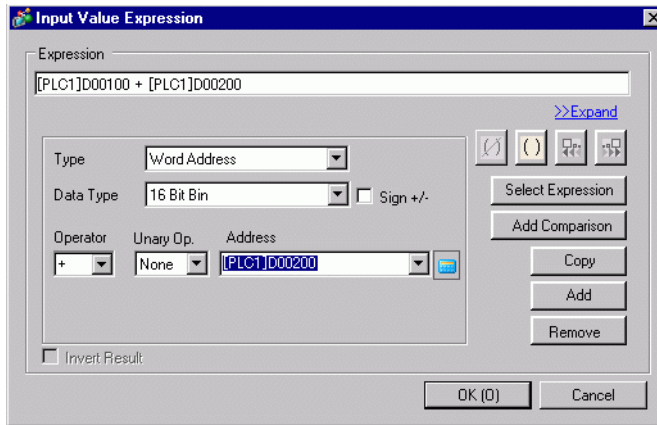 Input Value Expression
Expression
[PLC1]D00100 + [PLC1]D00200
>>Expand
Type Word Address
Data Type 16 Bit Bin Sign +/-
Select Expression
Add Comparison
Operator Unary Op. Address
+ None [PLC1]D00200
Copy
Add
Remove
Invert Result
OK (O) Cancel